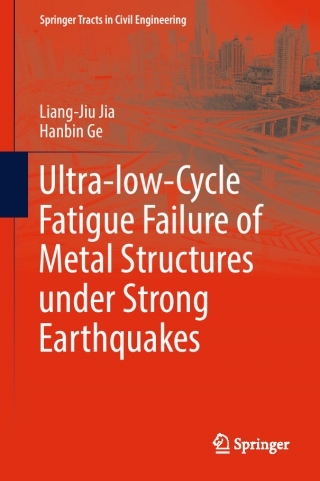 Springer Tracts in Civil Engineering
Liang-Jiu Jia
Hanbin Ge
Ultra-low-Cycle
Fatigue Failure of
Metal Structures
under Strong
Earthquakes
Springer